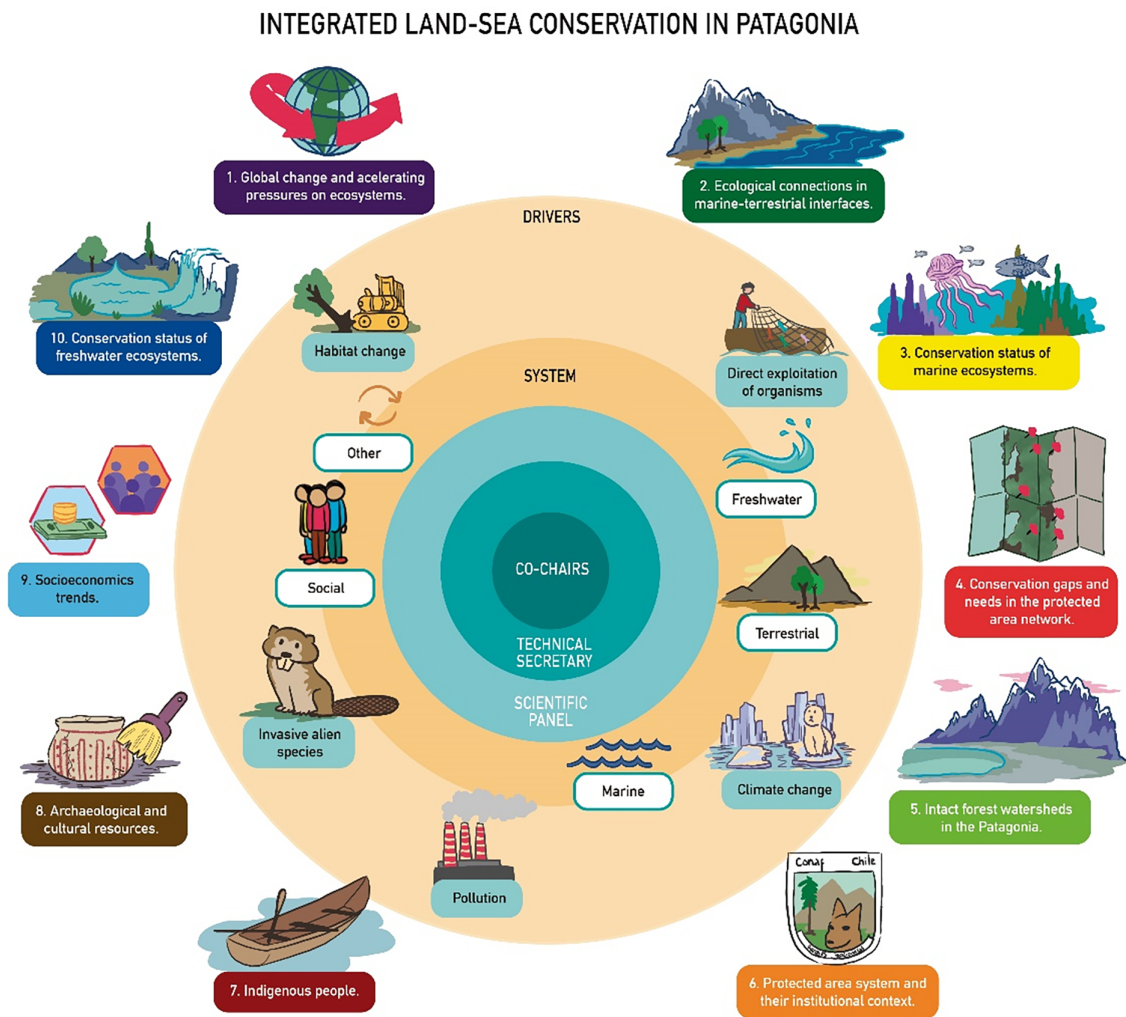 INTEGRATED LAND-SEA CONSERVATION IN PATAGONIA
1. Global change and acelerating
pressures on ecosystems.
2. Ecological connections in
marine-terrestrial interfaces.
DRIVERS
10. Conservation status of
freshwater ecosystems.
Habitat change
3. Conservation status of
marine ecosystems.
Direct exploitation
of organisms
SYSTEM
Other
Freshwater
9. Socioeconomics
trends.
Social
CO-CHAIRS
4. Conservation gaps and
needs in the protected
area network.
Terrestrial
TECHNICAL
SECRETARY
SCIENTIFIC
PANEL
Invasive alien
species
Marine
Climate change
8. Archaeological and
cultural resources.
5. Intact forest watersheds
in the Patagonia.
Pollution
Conaf Chile
7. Indigenous people.
6. Protected area system and
their institutional context.